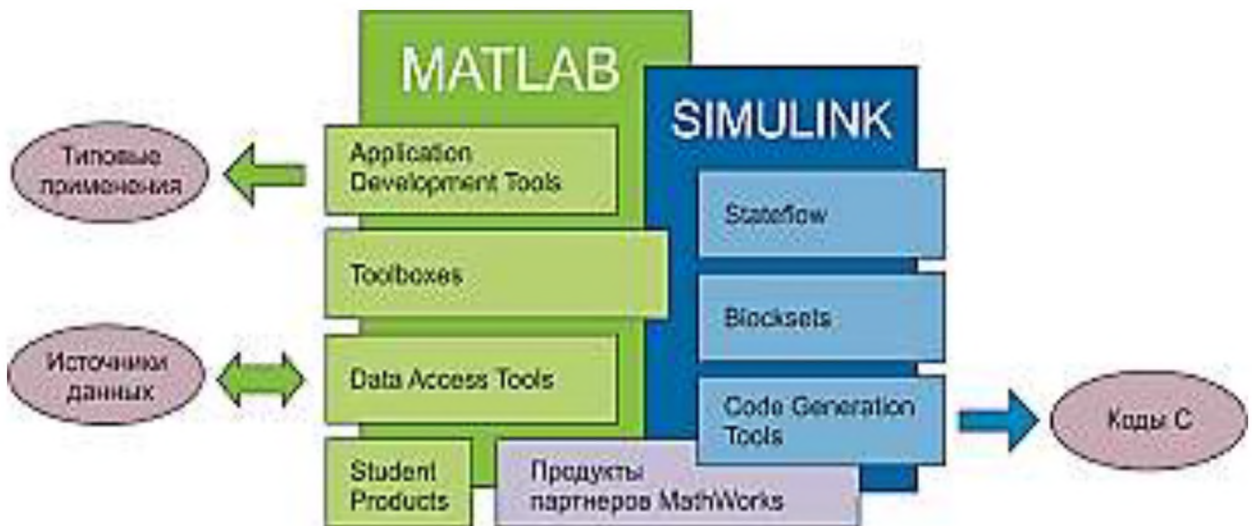 MATLAB
SIMULINK
Типовые
применения
Application
Development Tools
Stateflow
Toolboxes
Blocksets
Источники
данных
Data Access Tools
Code Generation
Tools
Коды C
Student
Products
Продукты
партнеров MathWorks